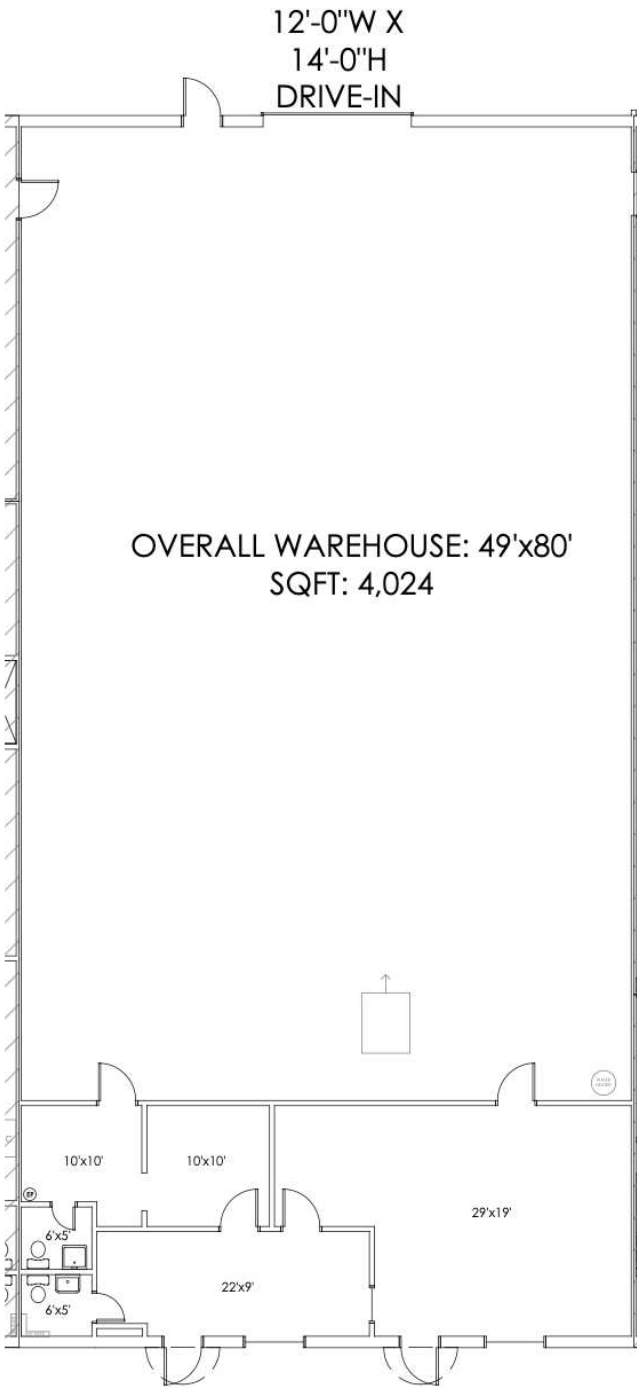 12'-0"W X
14'-0"H
DRIVE-IN
OVERALL WAREHOUSE: 49'x80'
SQFT: 4,024
10'x10'
10'x10'
29'x19'
EP
6'x5'
22'x9'
6'x5'